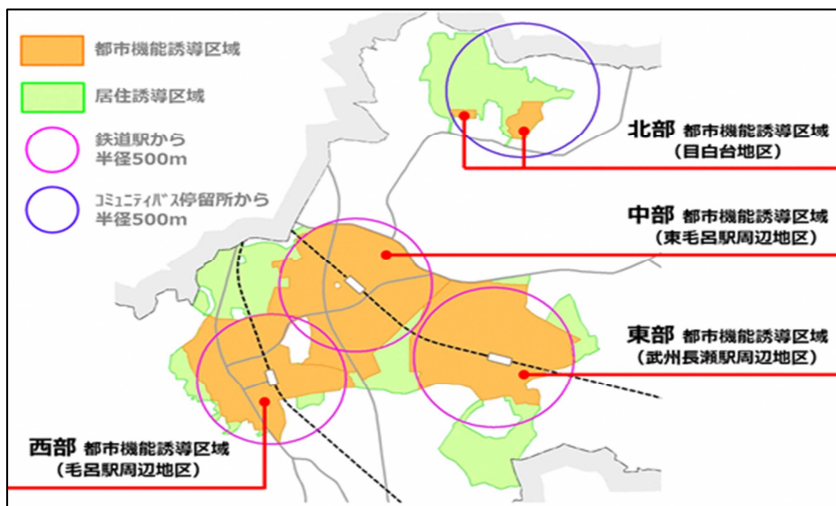 都市機能誘導区域
居住誘導区域
鉄道駅から
半径500m
ｺﾐｭﾆﾃｨﾊﾞｽ停留所から
半径500m
北部 都市機能誘導区域
(目白台地区)
中部 都市機能誘導区域
(東毛呂駅周辺地区)
東部 都市機能誘導区域
(武州長瀬駅周辺地区)
西部 都市機能誘導区域
(毛呂駅周辺地区)